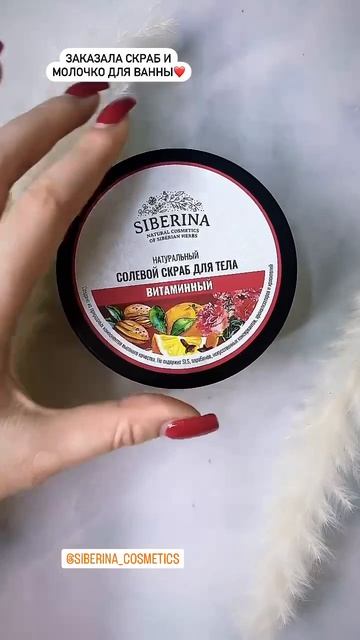 ЗАКАЗАЛА СКРАБ И
МОЛОЧКО ДЛЯ ВАННЫ❤️
SIBERINA
NATURAL COSMETICS
OF SIBERIAN HERBS
НАТУРАЛЬНЫЙ
СОЛЕВОЙ СКРАБ ДЛЯ ТЕЛА
ВИТАМИННЫЙ
@SIBERINA_COSMETICS